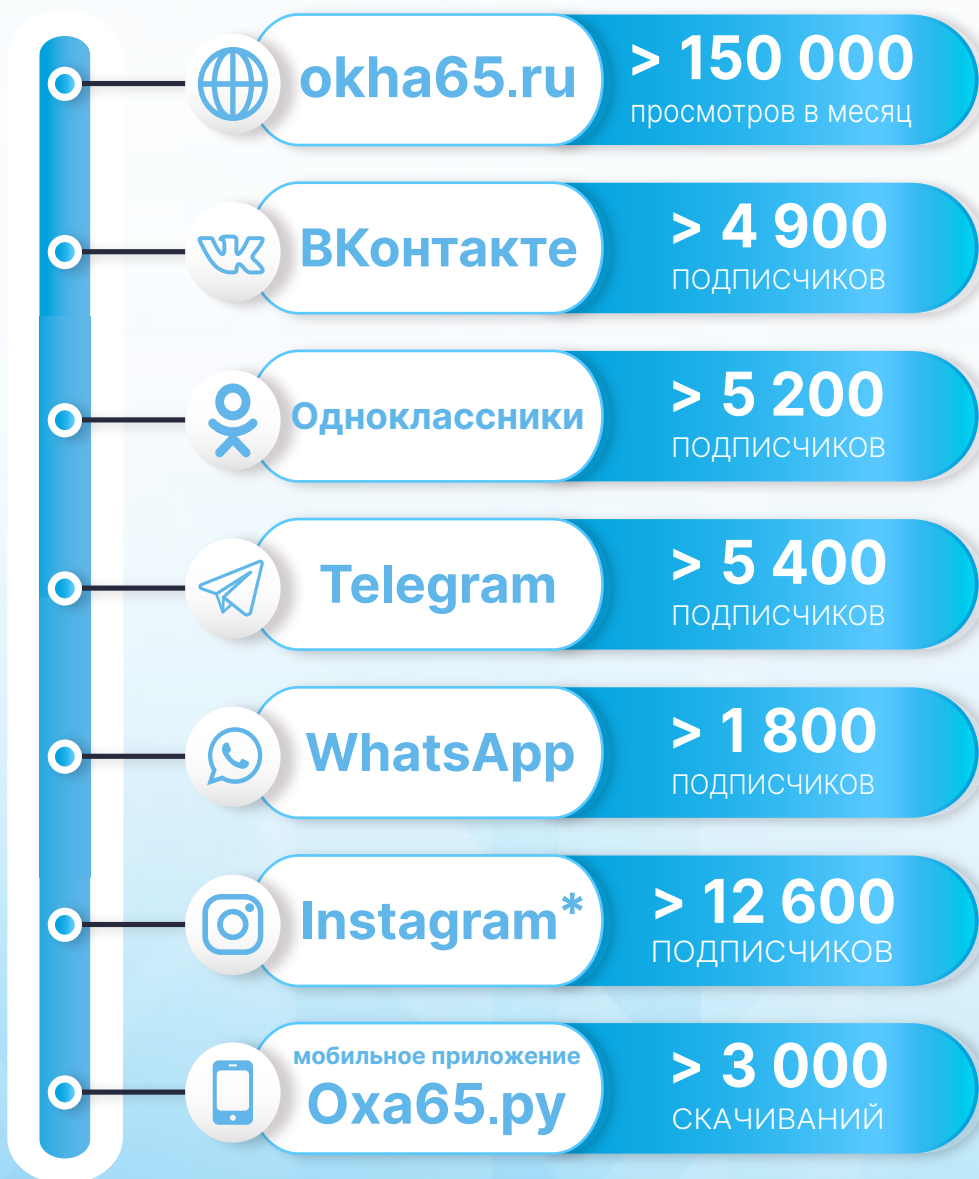 okha65.ru
> 150 000
просмотров в месяц
ВКонтакте
> 4 900
ПОДПИСЧИКОВ
Одноклассники
> 5 200
ПОДПИСЧИКОВ
Telegram
> 5 400
ПОДПИСЧИКОВ
WhatsApp
> 1 800
ПОДПИСЧИКОВ
Instagram*
> 12 600
ПОДПИСЧИКОВ
мобильное приложение
Оха65.ру
> 3 000
СКАЧИВАНИЙ